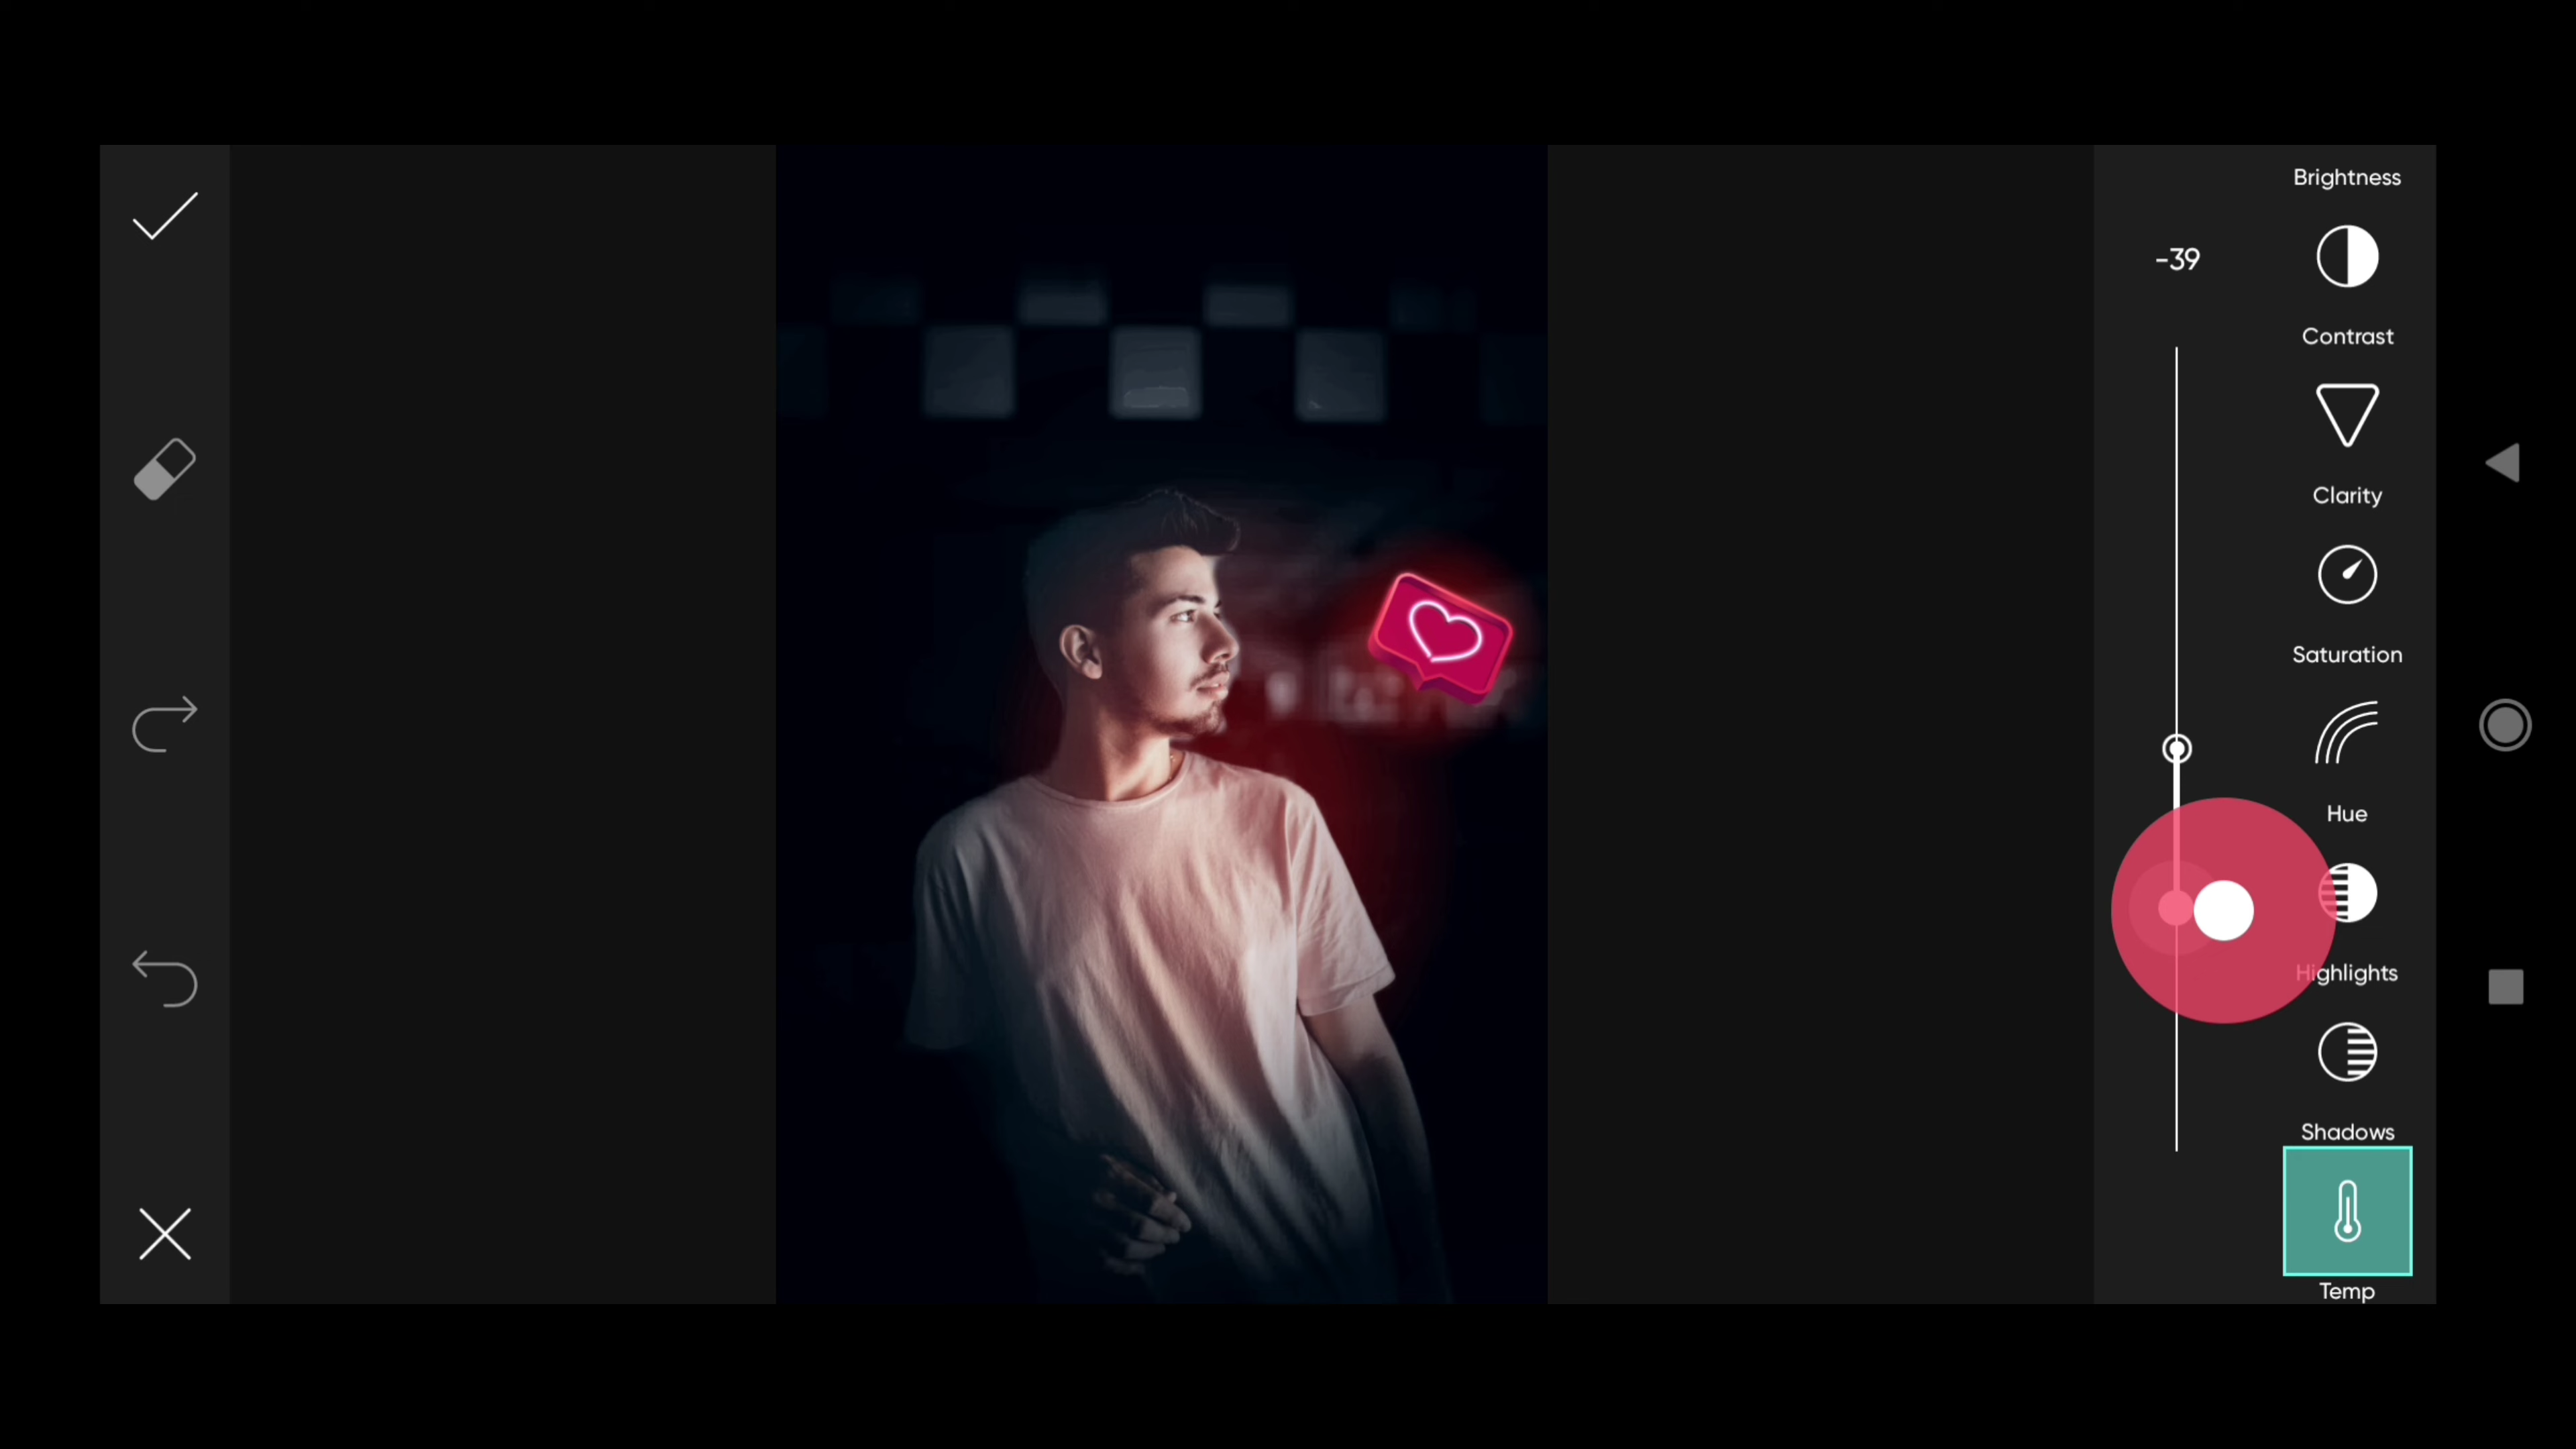 Brightness
-39
Contrast
Clarity
Saturation
Hue
Highlights
Shadows
Temp